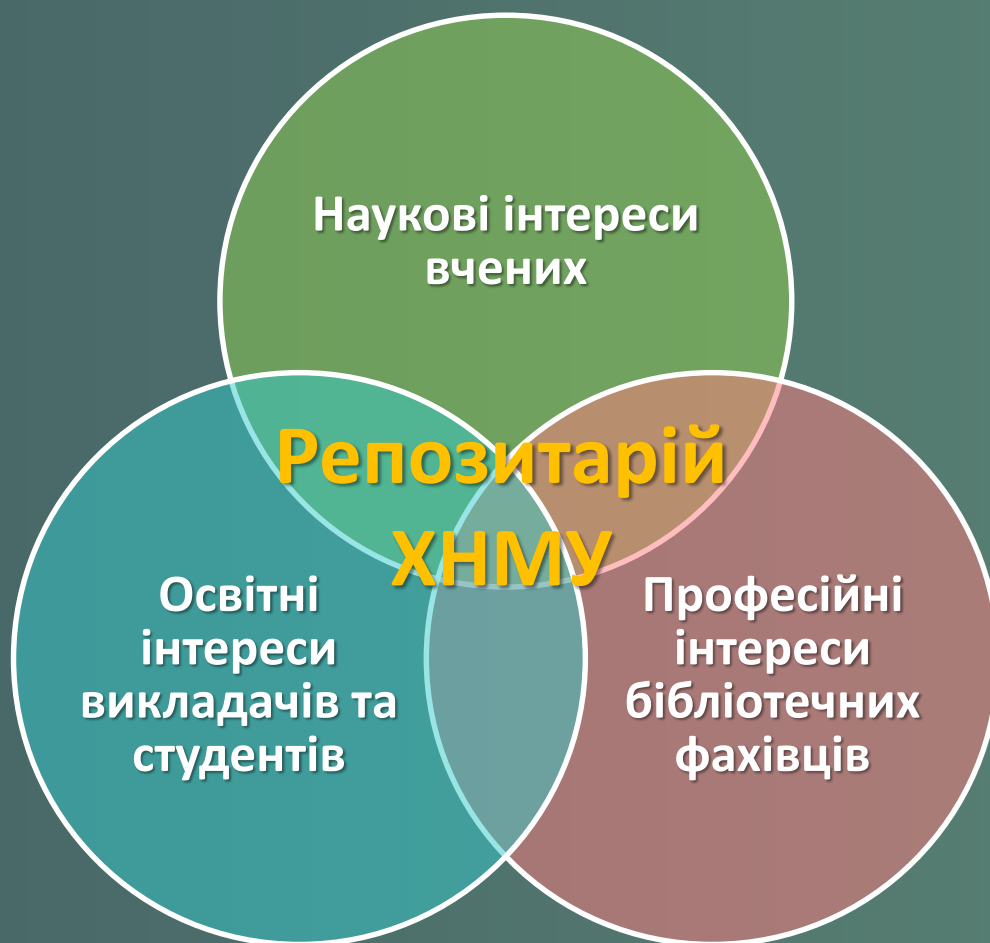 Наукові інтереси
вчених
Репозитарій
ХНМУ
Освітні
інтереси
викладачів та
студентів
Професійні
інтереси
бібліотечних
фахівців